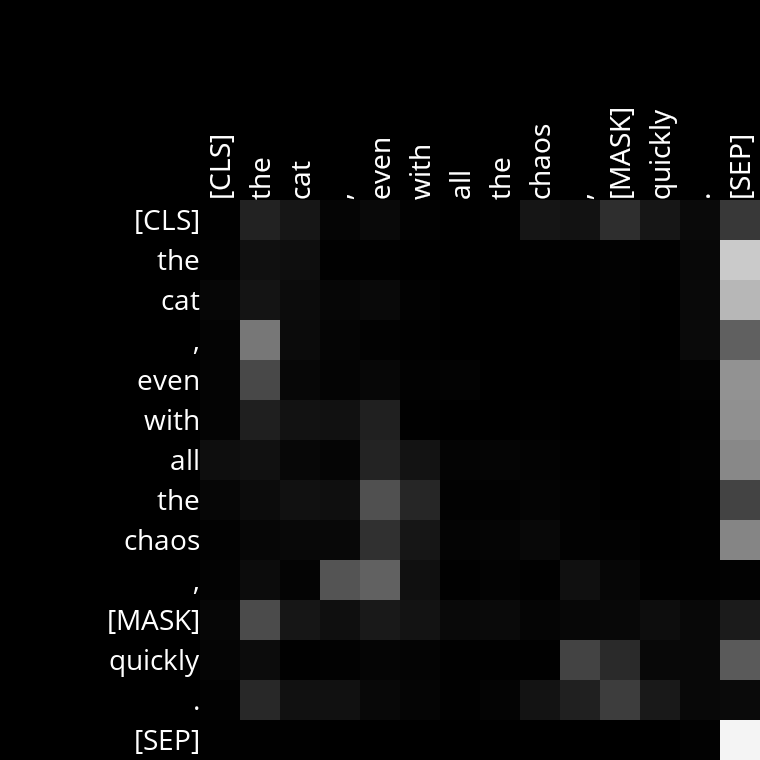 [CLS] the cat , even with all the chaos , [MASK] quickly . [SEP]
[CLS]
the
cat
,
even
with
all
the
chaos
,
[MASK]
quickly
.
[SEP]